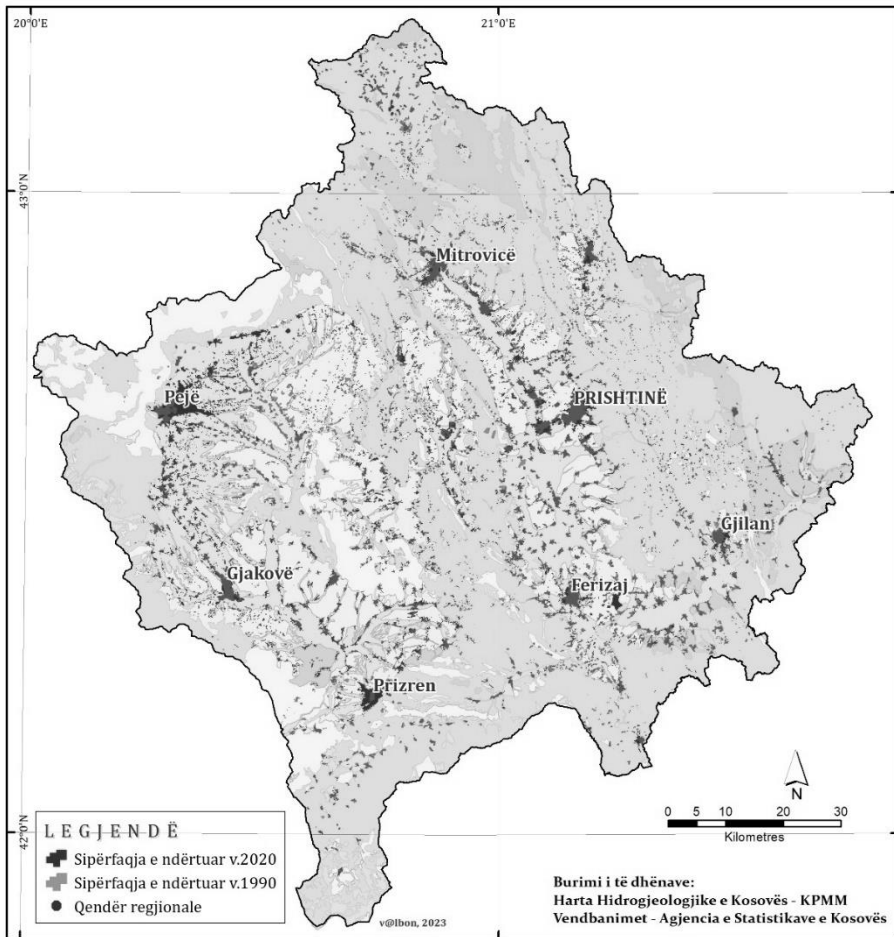 20°0'E
21°0'E
43°0'N
Mitrovicë
Pejë
PRISHTINË
Gjilan
Gjakovë
Ferizaj
Prizren
42°0'N
N
0 5 10 20 30
Kilometres
LEGJENDË
Sipërfaqja e ndërtuar v.2020
Sipërfaqja e ndërtuar v.1990
Qendër regjionale
v@lbon, 2023
Burimi i të dhënave:
Harta Hidrogjeologjike e Kosovës - KPMM
Vendbanimet - Agjencia e Statistikave e Kosovës